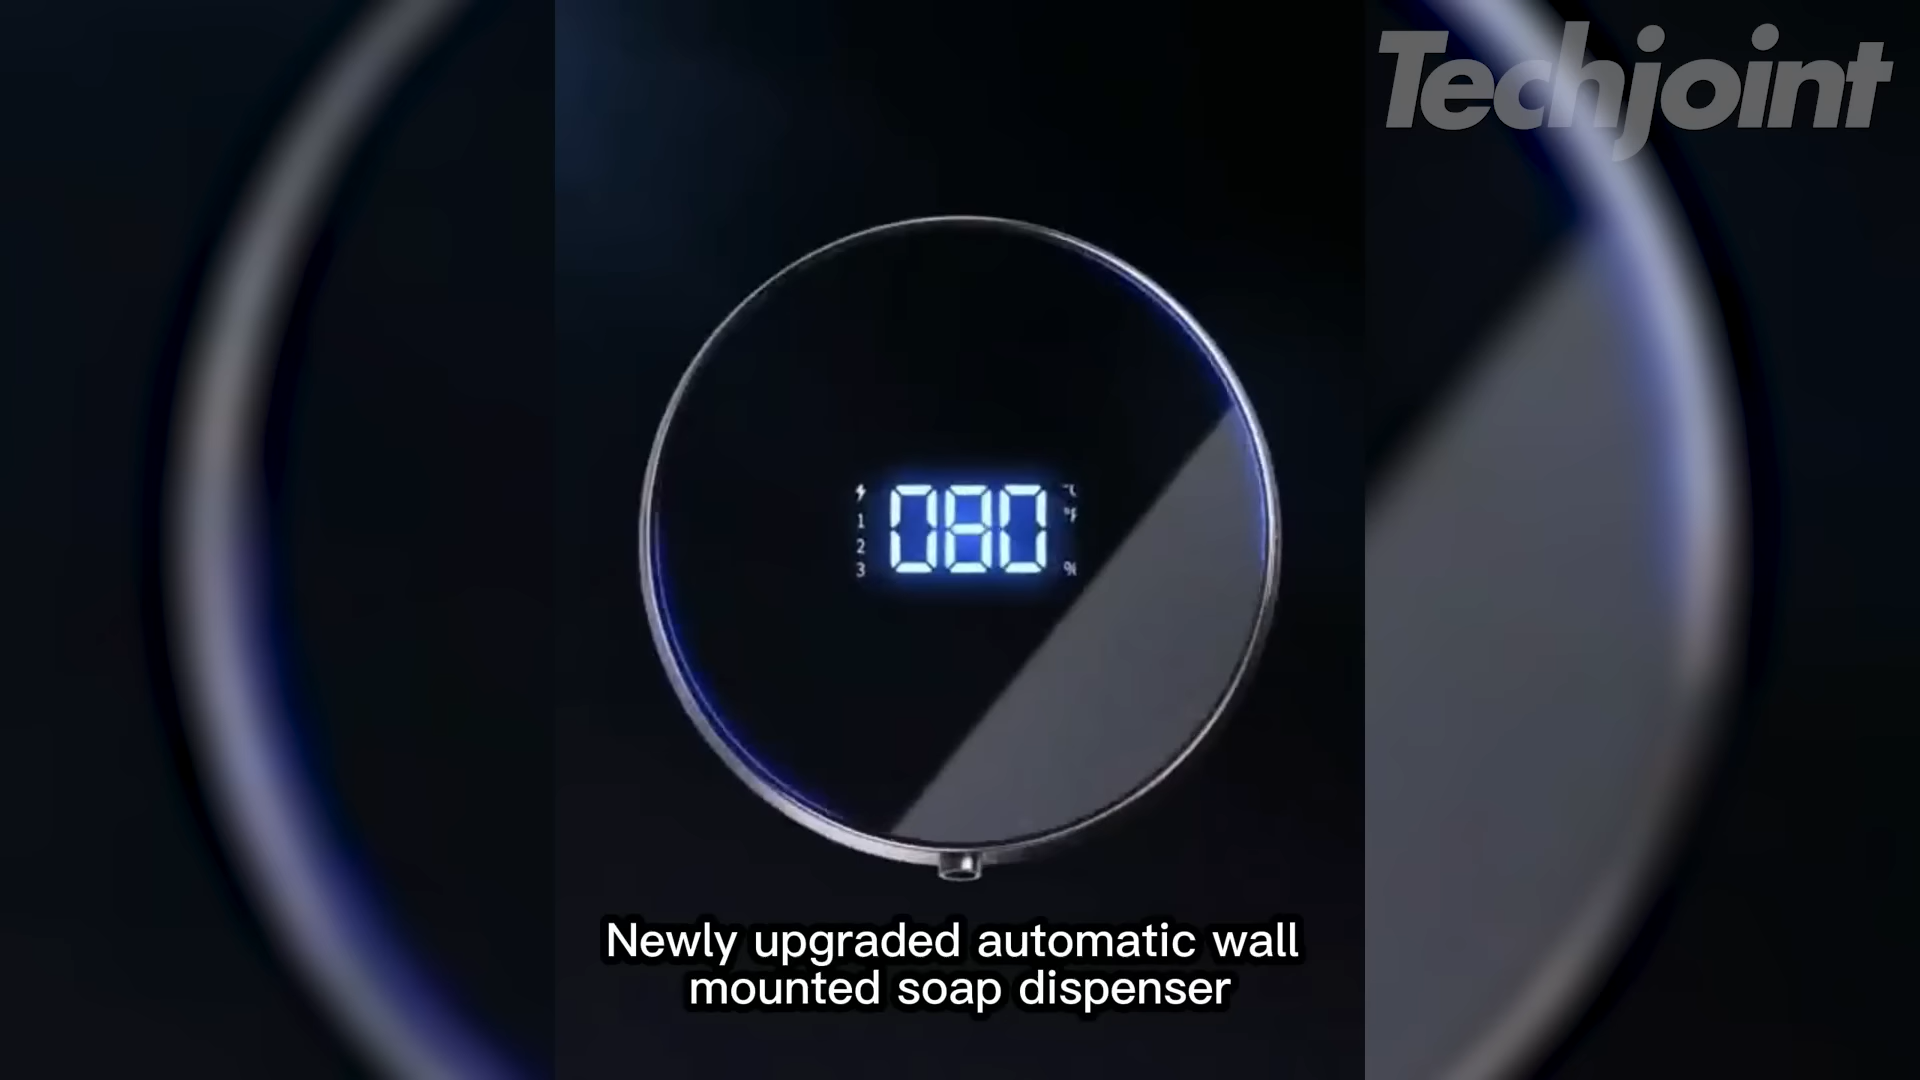 Techjoint
080
1
2
3
°F
%
Newly upgraded automatic wall
mounted soap dispenser